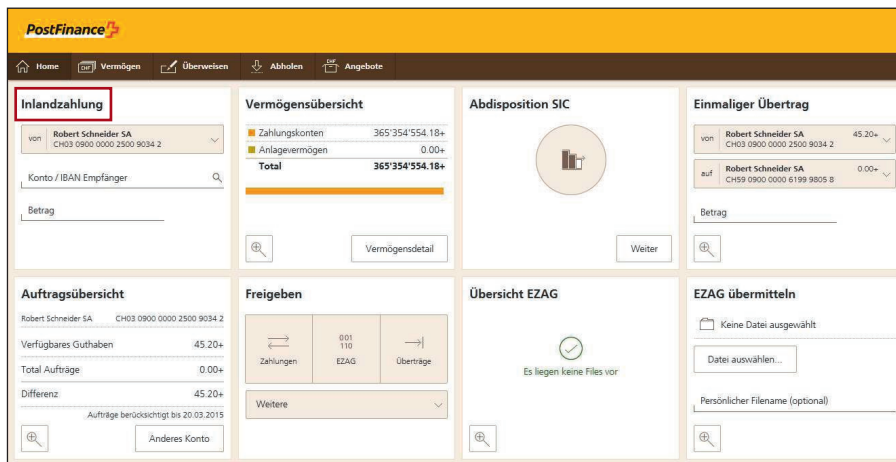 PostFinance
Home Vermögen Überweisen Abholen Angebote
Inlandzahlung
von Robert Schneider SA
CH03 0900 0000 2500 9034 2
Konto / IBAN Empfänger
Betrag
Vermögensübersicht
Zahlungskonten 365'354'554.18+
Anlagevermögen 0.00+
Total 365'354'554.18+
Vermögensdetail
Abdisposition SIC
Weiter
Einmaliger Übertrag
von Robert Schneider SA 45.20+
CH03 0900 0000 2500 9034 2
auf Robert Schneider SA 0.00+
CH59 0900 0000 6199 9805 8
Betrag
Auftragsübersicht
Robert Schneider SA CH03 0900 0000 2500 9034 2
Verfügbares Guthaben 45.20+
Total Aufträge 0.00+
Differenz 45.20+
Aufträge berücksichtigt bis 20.03.2015
Anderes Konto
Freigeben
001
110
Zahlungen EZAG Überträge
Weitere
Übersicht EZAG
Es liegen keine Files vor
EZAG übermitteln
Keine Datei ausgewählt
Datei auswählen...
Persönlicher Filename (optional)